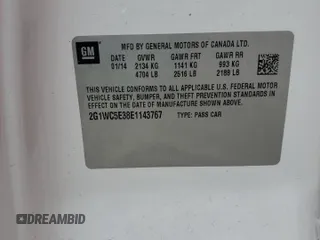 GM
MFD BY GENERAL MOTORS OF CANADA LTD.
DATE GVWR GAWR FRT GAWR RR
01/14 2134 KG 1141 KG 993 KG
4704 LB 2516 LB 2188 LB
THIS VEHICLE CONFORMS TO ALL APPLICABLE U.S. FEDERAL MOTOR
VEHICLE SAFETY, BUMPER, AND THEFT PREVENTION STANDARDS IN
EFFECT ON THE DATE OF MANUFACTURE SHOWN ABOVE.
2G1WC5E38E1143767 TYPE: PASS CAR
DREAMBID